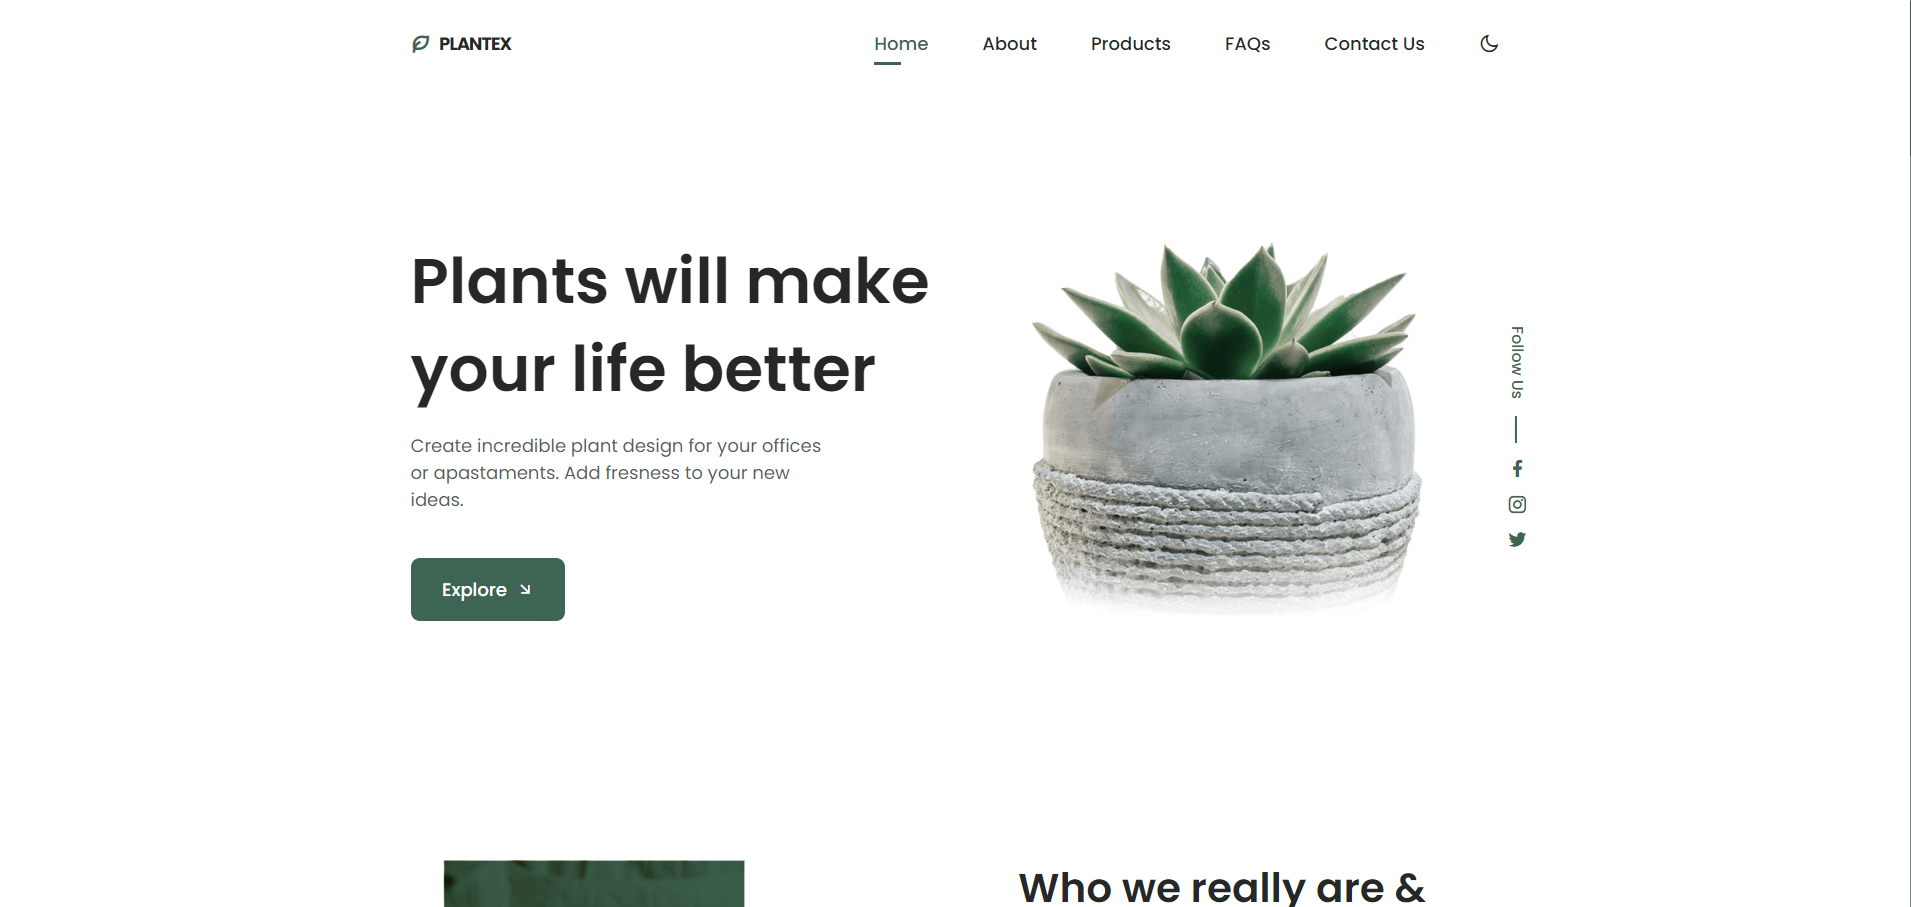 PLANTEX
Home
About
Products
FAQs
Contact Us
Plants will make
your life better
Create incredible plant design for your offices
or apastaments. Add fresness to your new
ideas.
Explore
Follow Us
Who we really are &